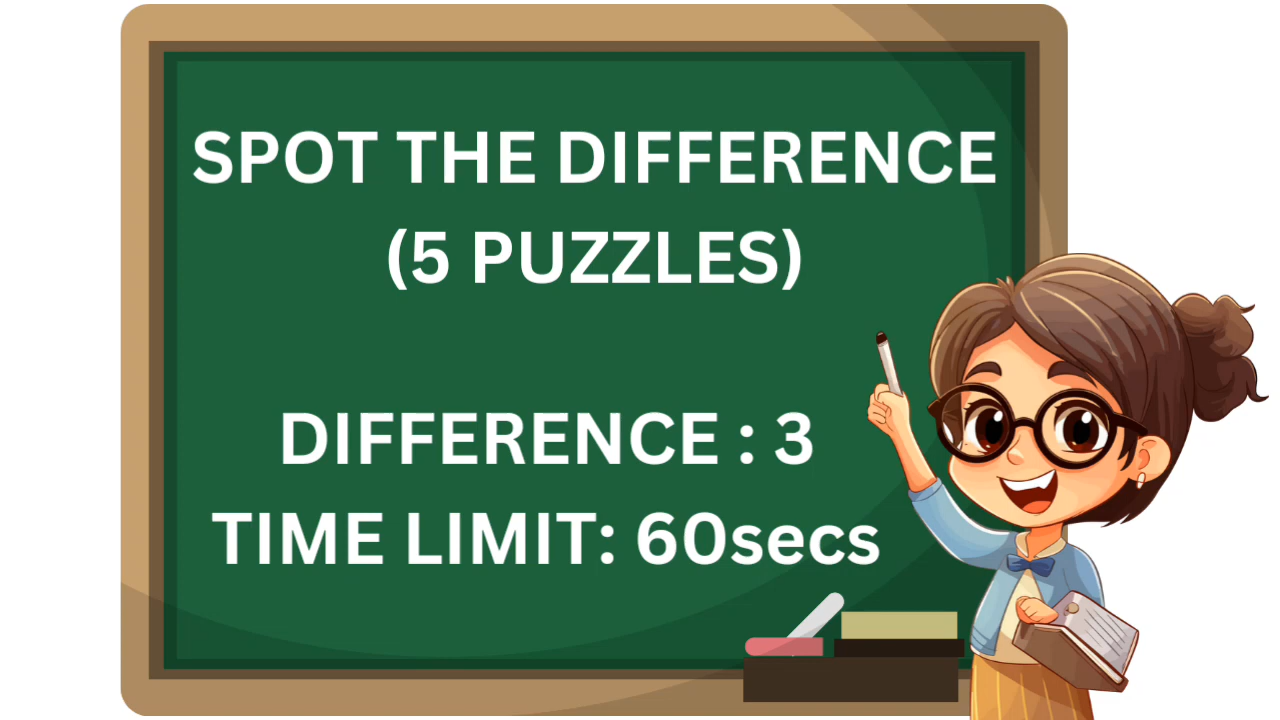 SPOT THE DIFFERENCE
(5 PUZZLES)
DIFFERENCE : 3
TIME LIMIT: 60secs